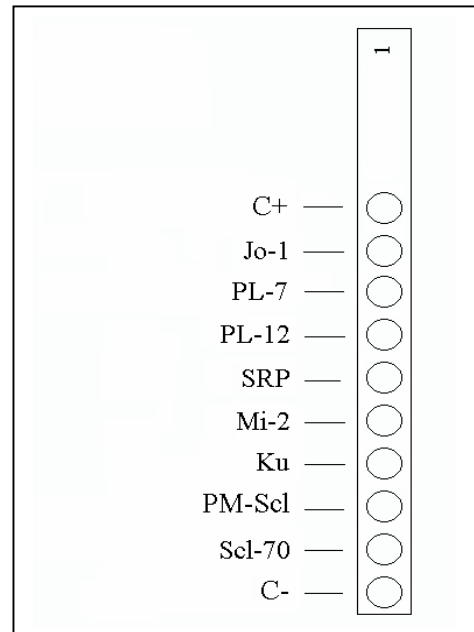 1
C+
Jo-1
PL-7
PL-12
SRP
Mi-2
Ku
PM-Scl
Scl-70
C-